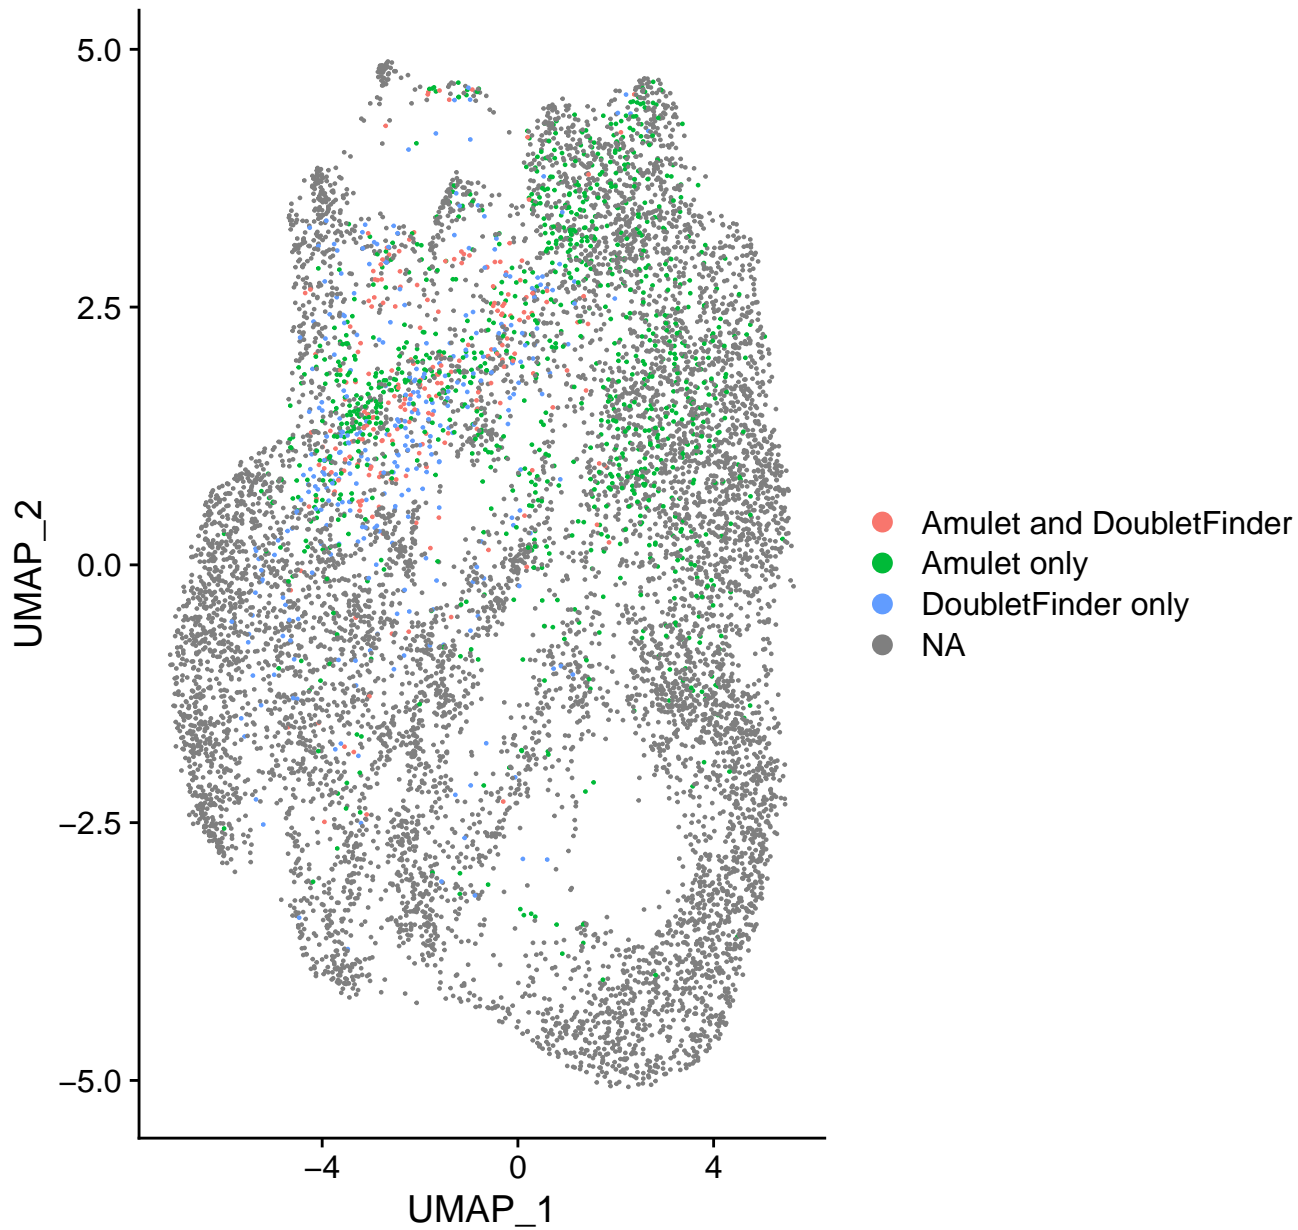 5.0
2.5
0.0
−2.5
−5.0
UMAP_2
−4
0
4
UMAP_1
Amulet and DoubletFinder
Amulet only
DoubletFinder only
NA